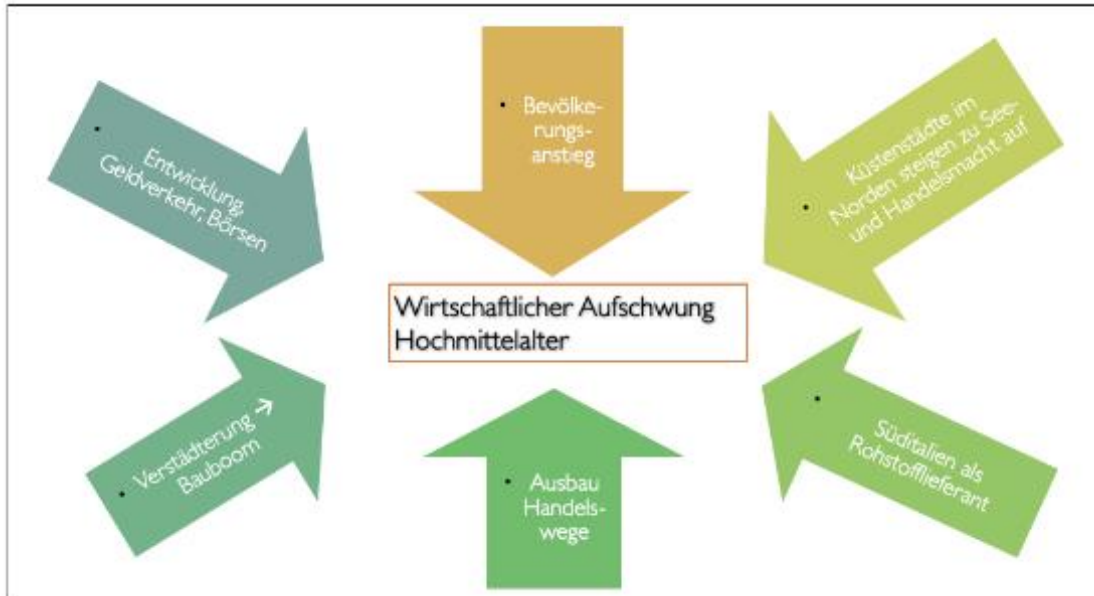 • Entwicklung,
Geldverkehr, Börsen
• Bevölke-
rungs-
anstieg
• Küstenstädte im
Norden steigen zu See-
und Handelsmacht auf
Wirtschaftlicher Aufschwung
Hochmittelalter
• Verstädterung →
Bauboom
• Ausbau
Handels-
wege
• Süditalien als
Rohstofflieferant